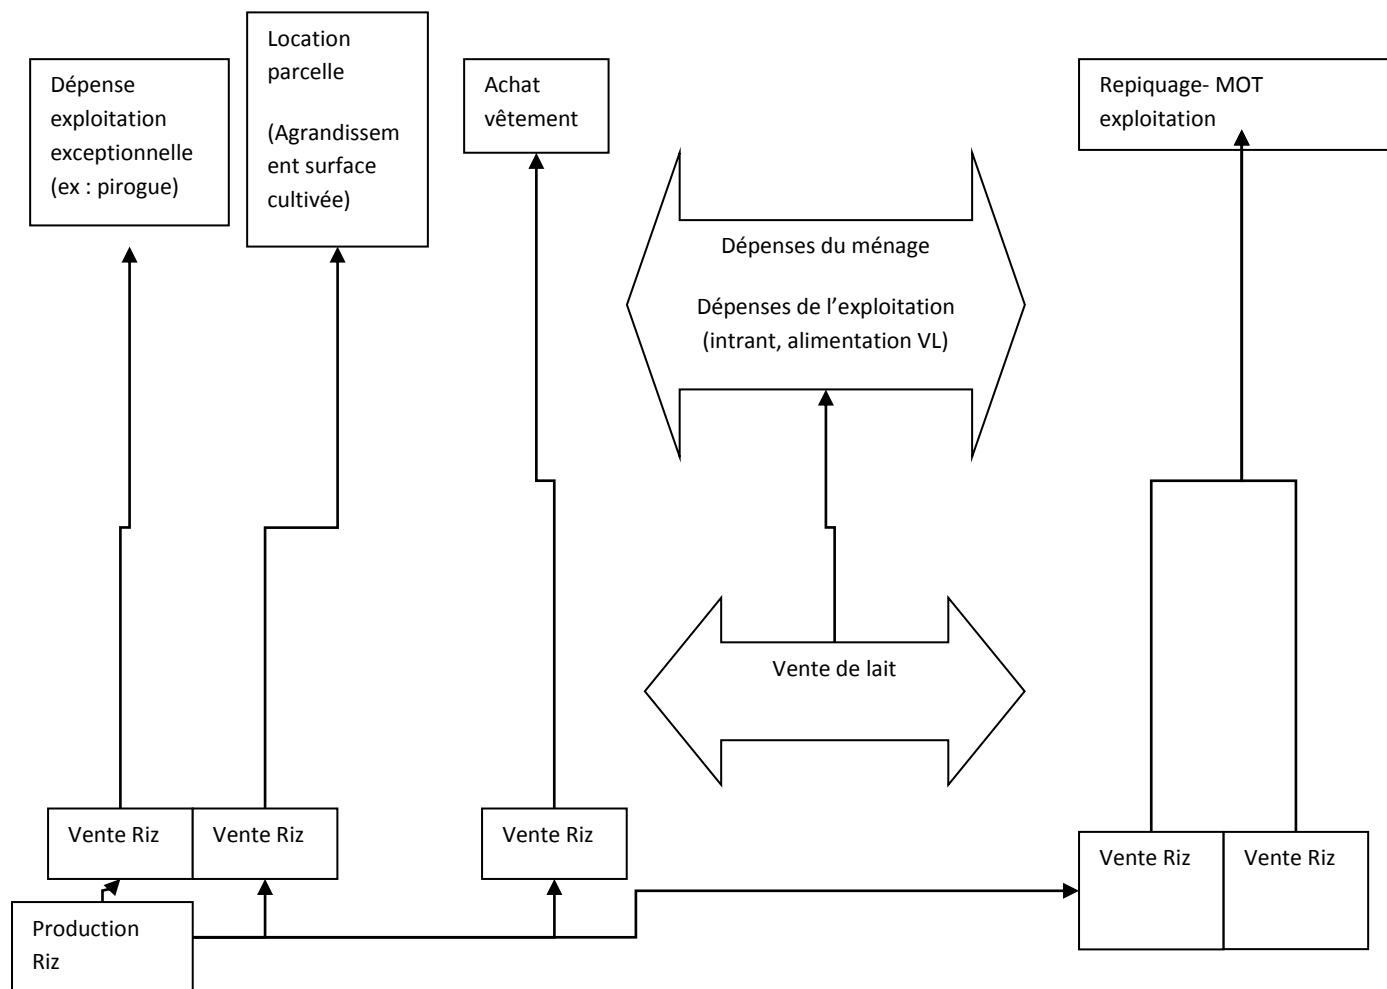 Dépense
exploitation
exceptionnelle
(ex : pirogue)
Location
parcelle
(Agrandissem
ent surface
cultivée)
Achat
vêtement
Repiquage- MOT
exploitation
Dépenses du ménage
Dépenses de l’exploitation
(intrant, alimentation VL)
Vente de lait
Vente Riz
Vente Riz
Vente Riz
Vente Riz
Vente Riz
Production
Riz